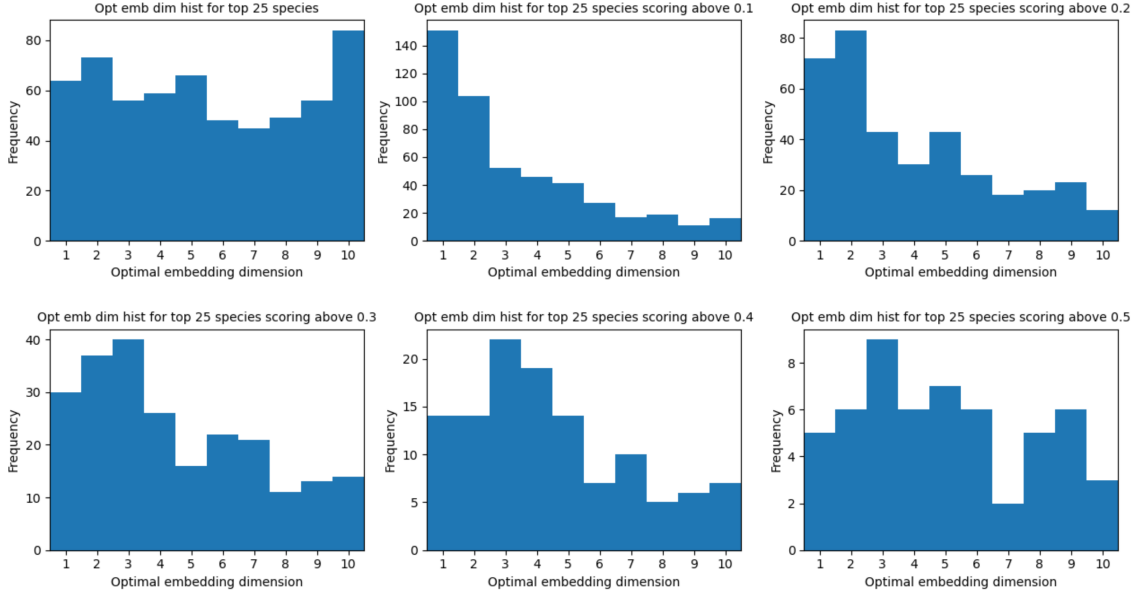 Opt emb dim hist for top 25 species
80
60
40
20
0
Frequency
1 2 3 4 5 6 7 8 9 10
Optimal embedding dimension
Opt emb dim hist for top 25 species scoring above 0.1
140
120
100
80
60
40
20
0
Frequency
1 2 3 4 5 6 7 8 9 10
Optimal embedding dimension
Opt emb dim hist for top 25 species scoring above 0.2
80
60
40
20
0
Frequency
1 2 3 4 5 6 7 8 9 10
Optimal embedding dimension
Opt emb dim hist for top 25 species scoring above 0.3
40
30
20
10
0
Frequency
1 2 3 4 5 6 7 8 9 10
Optimal embedding dimension
Opt emb dim hist for top 25 species scoring above 0.4
20
15
10
5
0
Frequency
1 2 3 4 5 6 7 8 9 10
Optimal embedding dimension
Opt emb dim hist for top 25 species scoring above 0.5
8
6
4
2
0
Frequency
1 2 3 4 5 6 7 8 9 10
Optimal embedding dimension